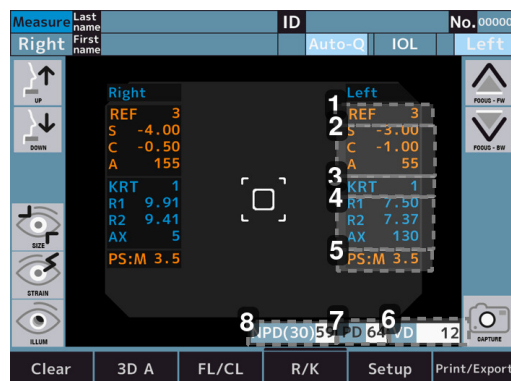 Measure Last name ID No. 00000
Right First name Auto-Q IOL Left
UP
DOWN
SIZE
STRAIN
ILLUM
Right
REF 3
S -4.00
C -0.50
A 155
KRT 1
R1 9.91
R2 9.41
AX 5
PS:M 3.5
Left
1 REF 3
2 S -3.00
C -1.00
A 55
3 KRT 1
4 R1 7.50
R2 7.37
AX 130
5 PS:M 3.5
FOCUS - FW
FOCUS - BW
CAPTURE
8 NPD(30) 59 7 PD 64 6 VD 12
Clear 3D A FL/CL R/K Setup Print/Export